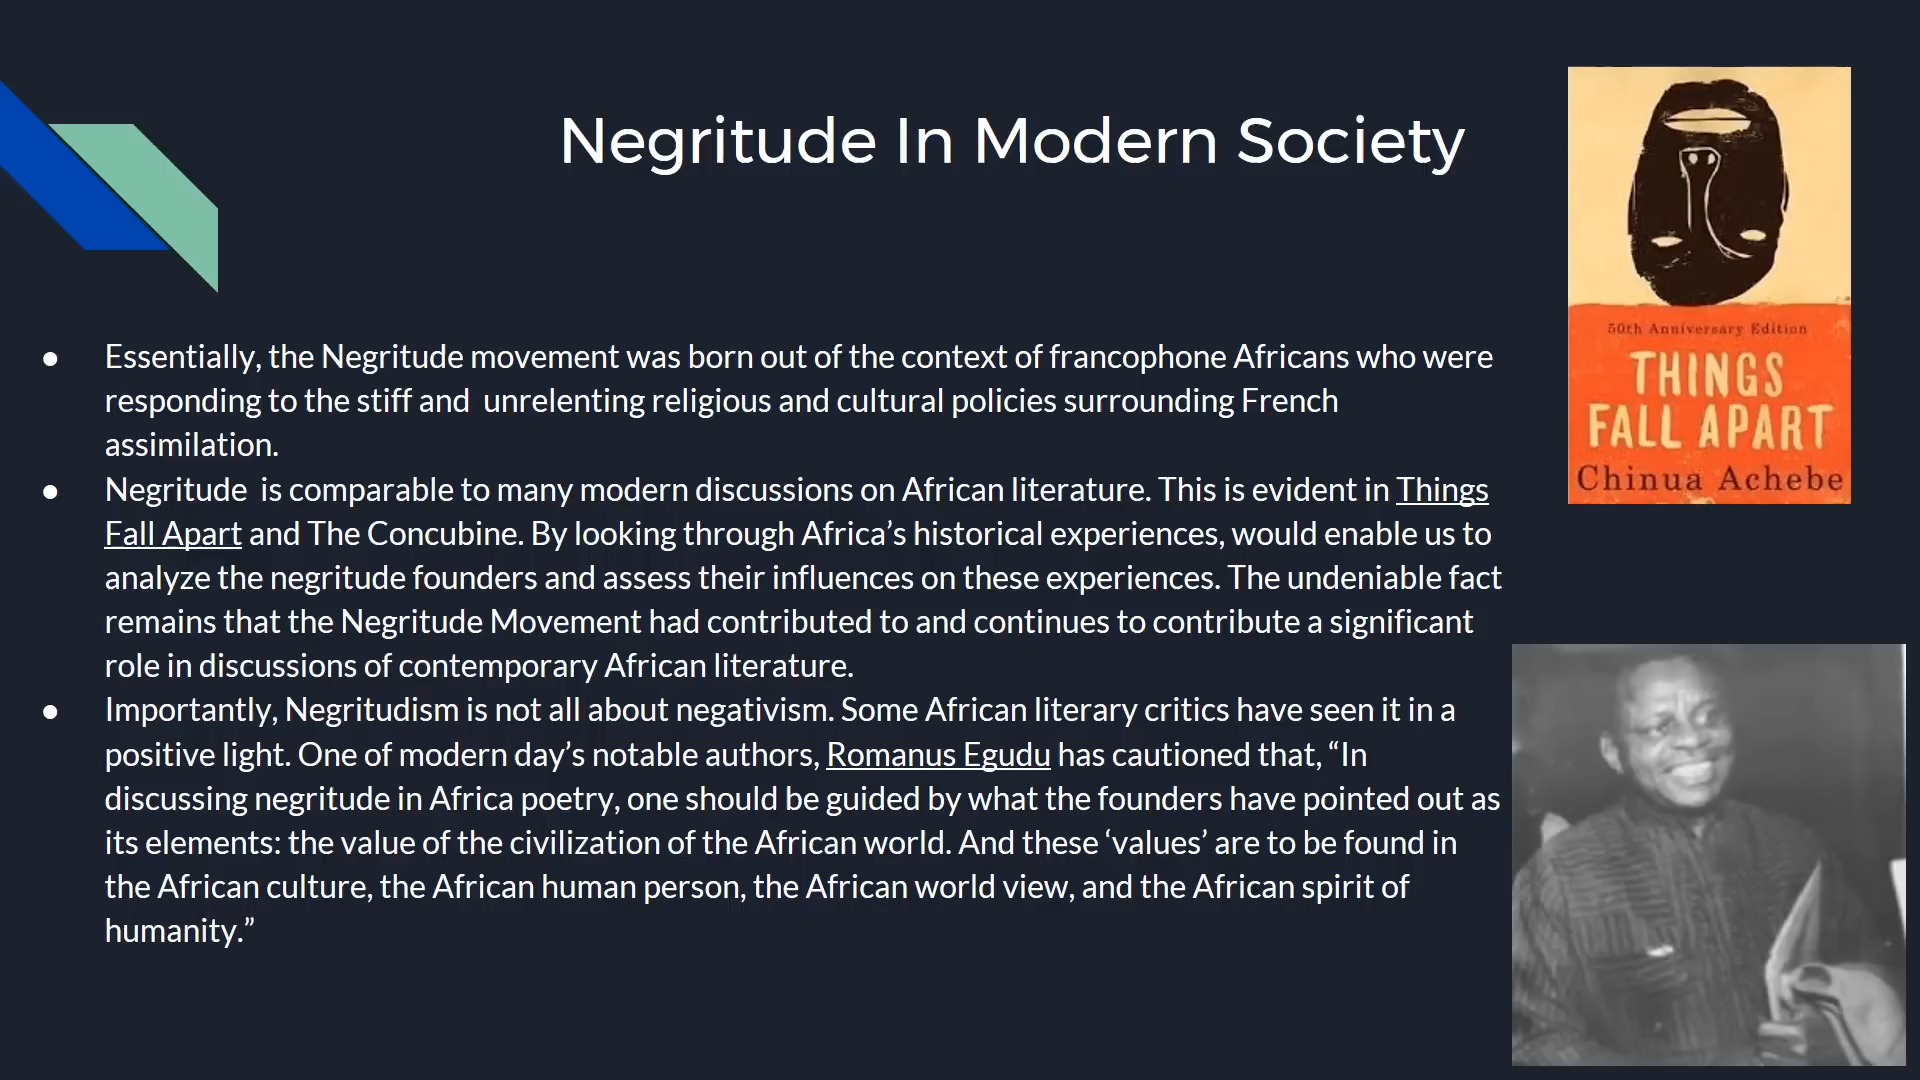 Negritude In Modern Society
● Essentially, the Negritude movement was born out of the context of francophone Africans who were
responding to the stiff and  unrelenting religious and cultural policies surrounding French
assimilation.
● Negritude  is comparable to many modern discussions on African literature. This is evident in Things
Fall Apart and The Concubine. By looking through Africa’s historical experiences, would enable us to
analyze the negritude founders and assess their influences on these experiences. The undeniable fact
remains that the Negritude Movement had contributed to and continues to contribute a significant
role in discussions of contemporary African literature.
● Importantly, Negritudism is not all about negativism. Some African literary critics have seen it in a
positive light. One of modern day’s notable authors, Romanus Egudu has cautioned that, “In
discussing negritude in Africa poetry, one should be guided by what the founders have pointed out as
its elements: the value of the civilization of the African world. And these ‘values’ are to be found in
the African culture, the African human person, the African world view, and the African spirit of
humanity.”
50th Anniversary Edition
THINGS
FALL APART
Chinua Achebe